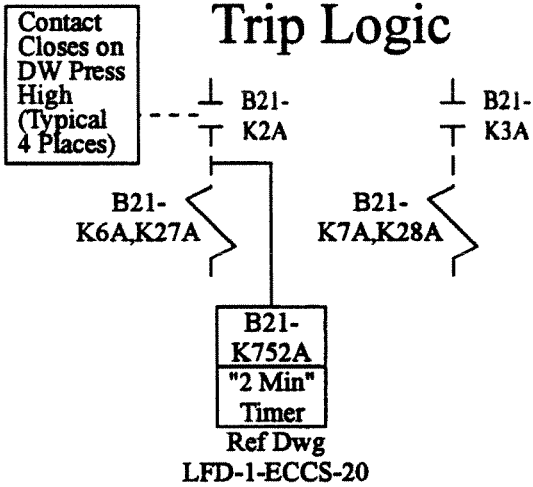 Trip Logic
Contact
Closes on
DW Press
High
(Typical
4 Places)
B21-
K2A
B21-
K3A
B21-
K6A,K27A
B21-
K7A,K28A
B21-
K752A
"2 Min"
Timer
Ref Dwg
LFD-1-ECCS-20